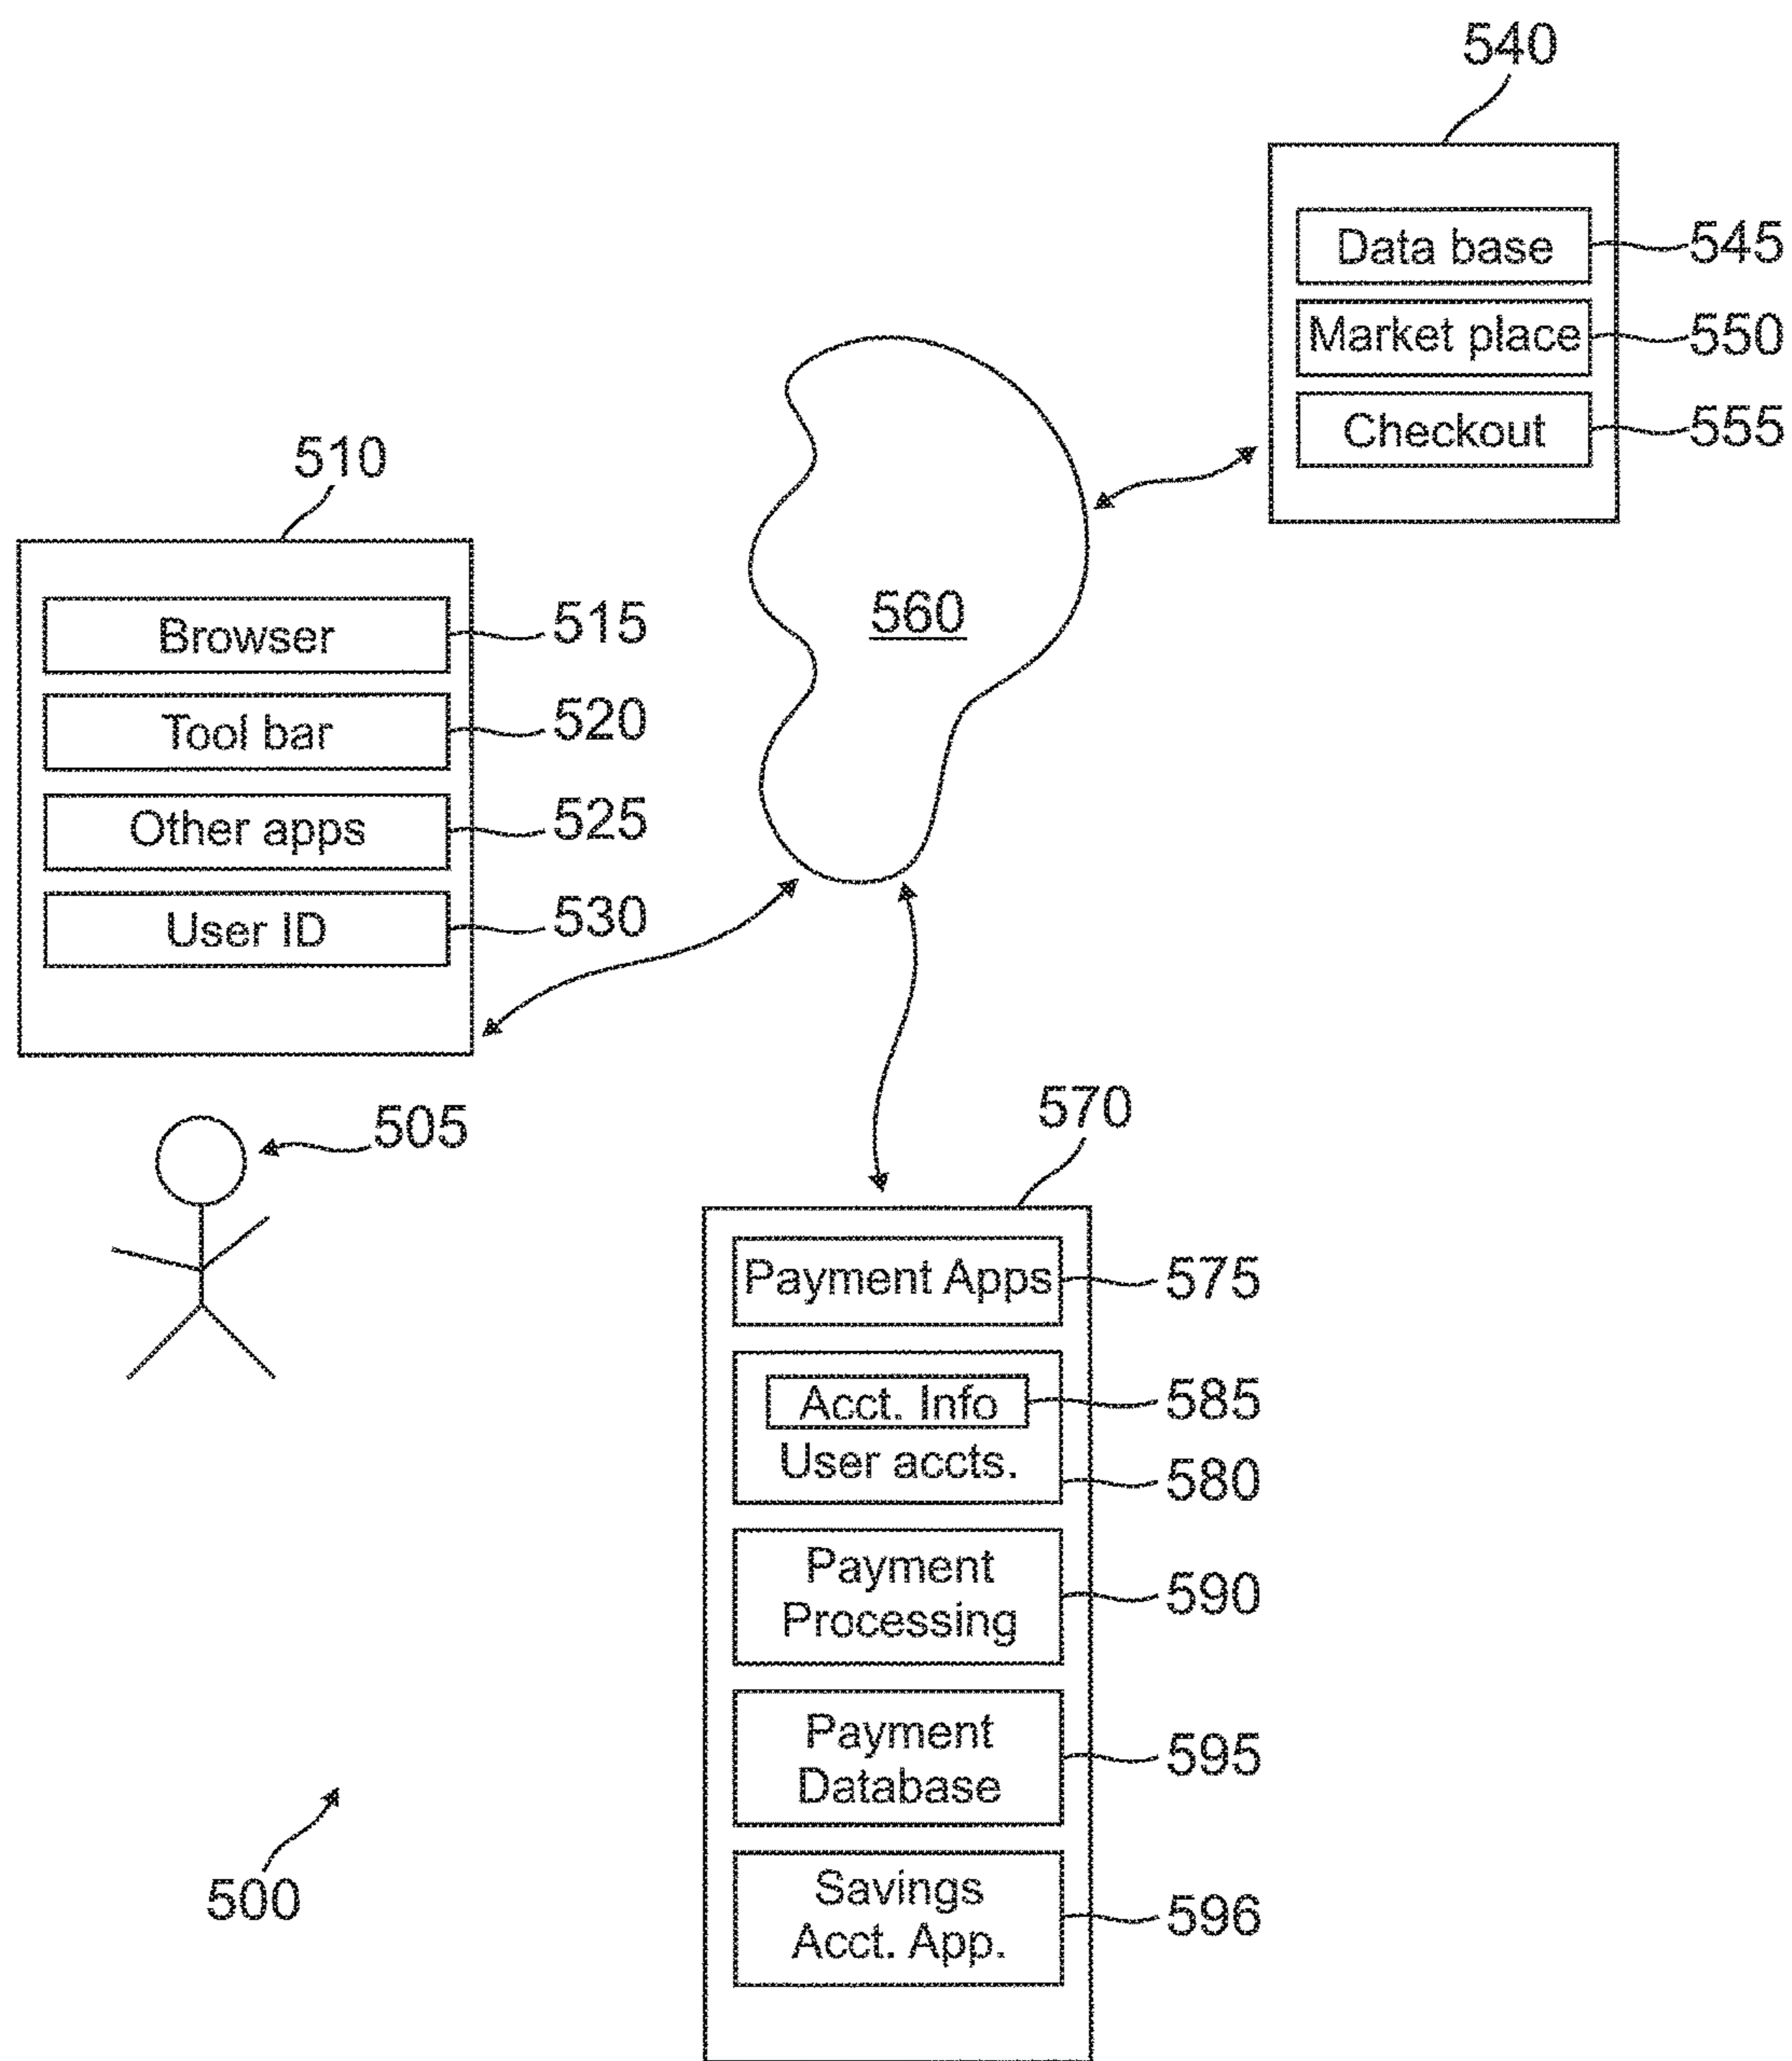 540
Data base
545
Market place
550
Checkout
555
510
Browser
515
Tool bar
520
Other apps
525
User ID
530
560
505
570
Payment Apps
575
Acct. Info
585
User accts.
580
Payment
Processing
590
Payment
Database
595
Savings
Acct. App.
596
500